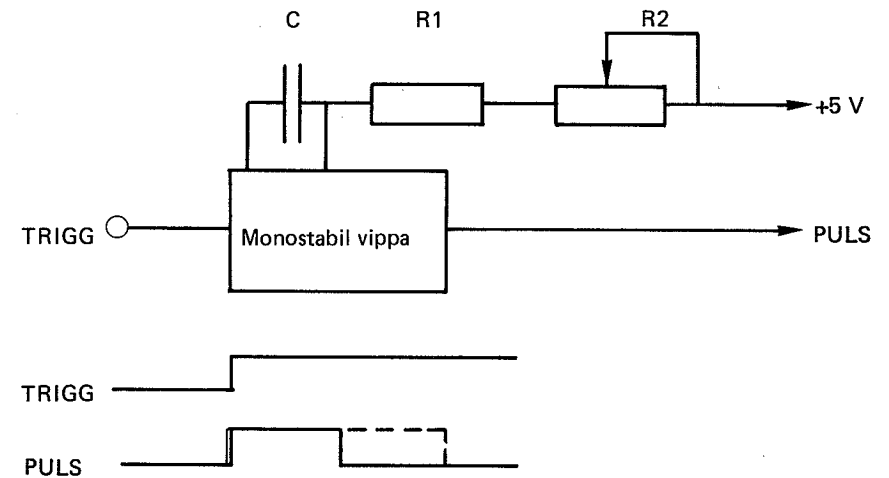 C R1 R2
+5 V
TRIGG Monostabil vippa PULS
TRIGG
PULS